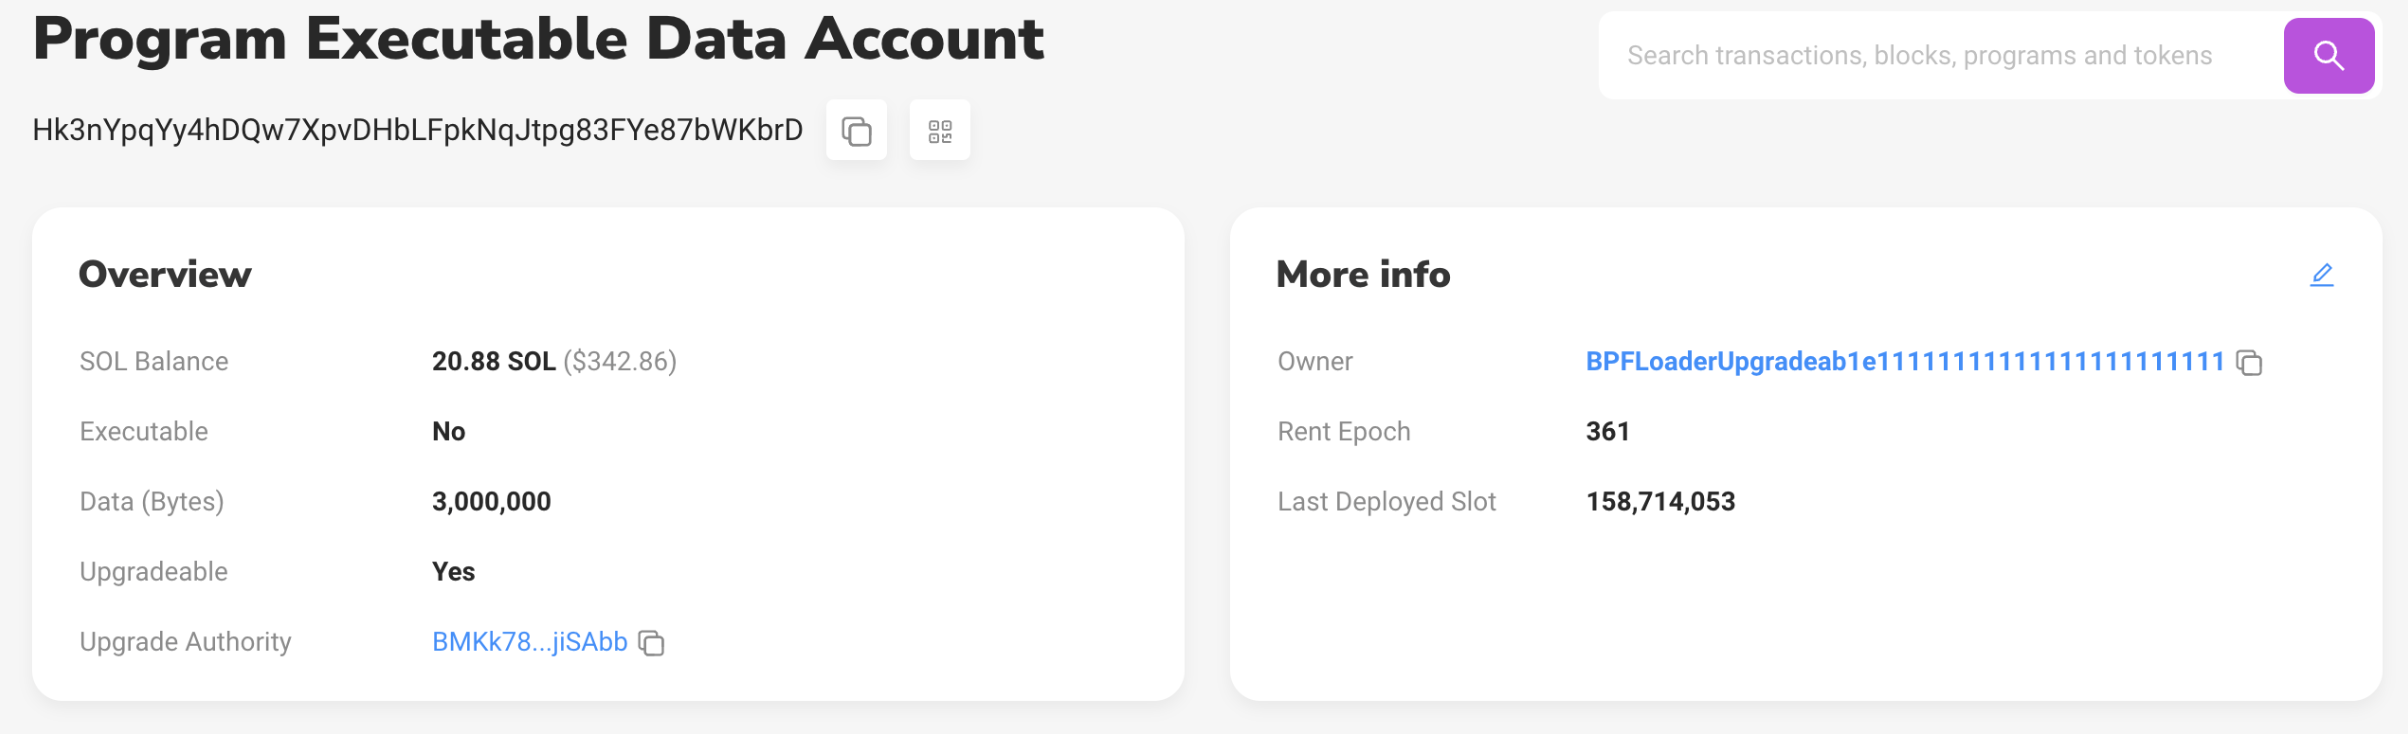 Program Executable Data Account
Search transactions, blocks, programs and tokens
Hk3nYpqYy4hDQw7XpvDHbLFpkNqJtpg83FYe87bWKbrD
Overview
SOL Balance 20.88 SOL ($342.86)
Executable No
Data (Bytes) 3,000,000
Upgradeable Yes
Upgrade Authority BMKk78...jiSAbb
More info
Owner BPFLoaderUpgradeab1e11111111111111111111111
Rent Epoch 361
Last Deployed Slot 158,714,053